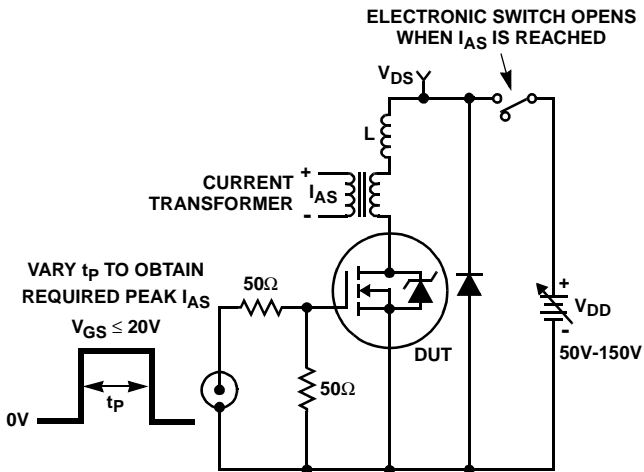 ELECTRONIC SWITCH OPENS
WHEN IAS IS REACHED
VDS
L
+
CURRENT
TRANSFORMER
IAS
-
VARY tP TO OBTAIN
REQUIRED PEAK IAS
VGS ≤ 20V
50Ω
DUT
+
VDD
-
50V-150V
50Ω
tP
0V